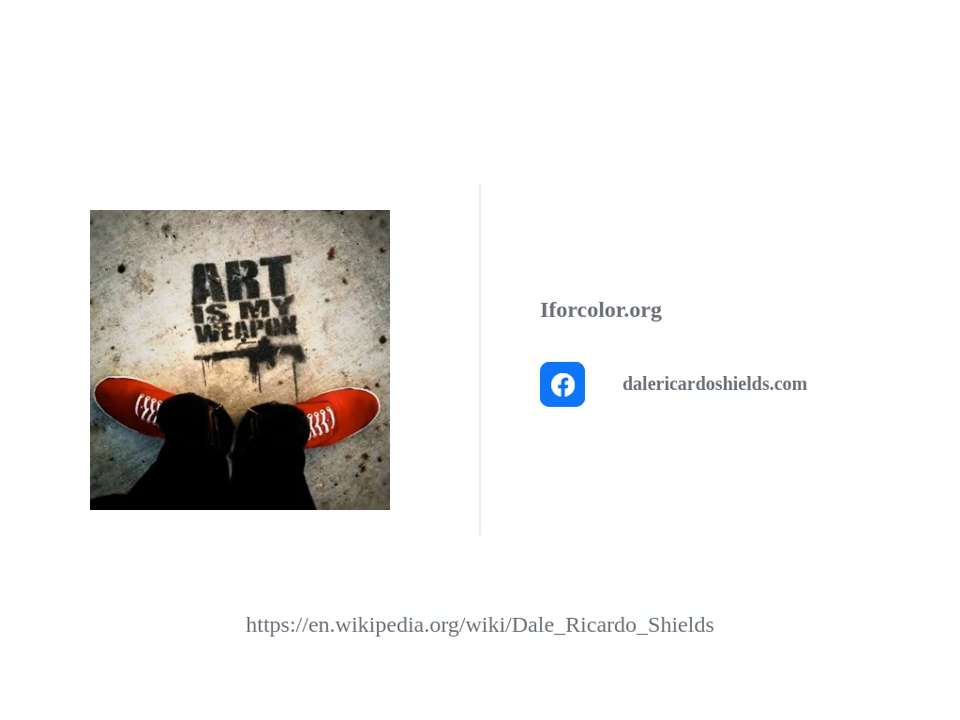 ART
IS MY
WEAPON
Iforcolor.org
dalericardoshields.com
https://en.wikipedia.org/wiki/Dale_Ricardo_Shields